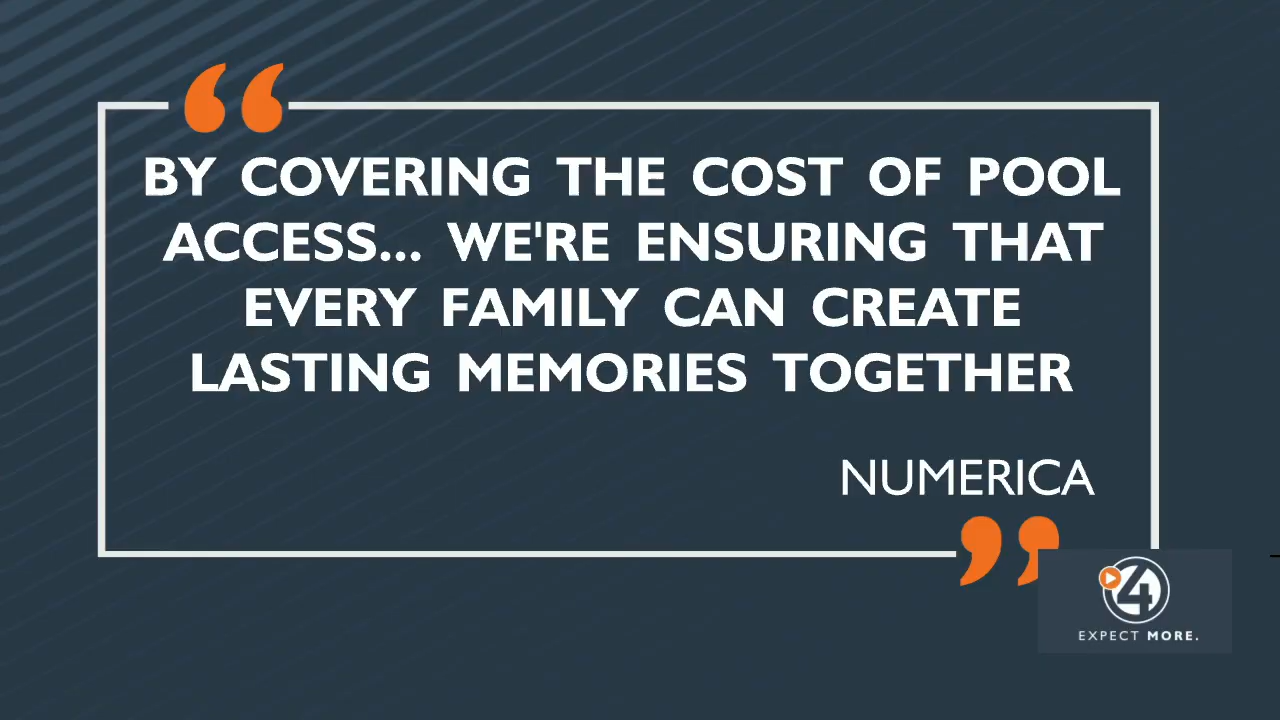 BY COVERING THE COST OF POOL
ACCESS... WE'RE ENSURING THAT
EVERY FAMILY CAN CREATE
LASTING MEMORIES TOGETHER
NUMERICA
4
EXPECT MORE.